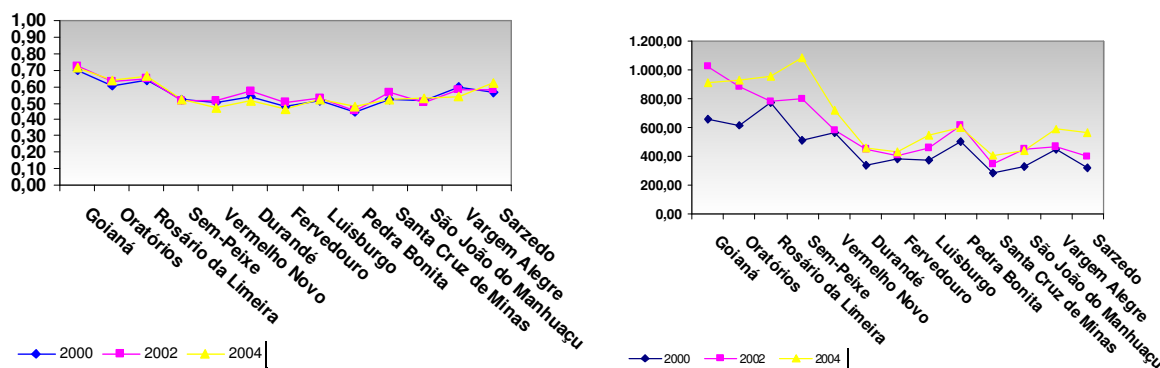 1,00
0,90
0,80
0,70
0,60
0,50
0,40
0,30
0,20
0,10
0,00
Goianá
Oratórios
Rosário da Limeira
Sem-Peixe
Vermelho Novo
Durandé
Fervedouro
Luisburgo
Pedra Bonita
Santa Cruz de Minas
São João do Manhuaçu
Vargem Alegre
Sarzedo
2000 2002 2004
1.200,00
1.000,00
800,00
600,00
400,00
200,00
0,00
Goianá
Oratórios
Rosário da Limeira
Sem-Peixe
Vermelho Novo
Durandé
Fervedouro
Luisburgo
Pedra Bonita
Santa Cruz de Minas
São João do Manhuaçu
Vargem Alegre
Sarzedo
2000 2002 2004